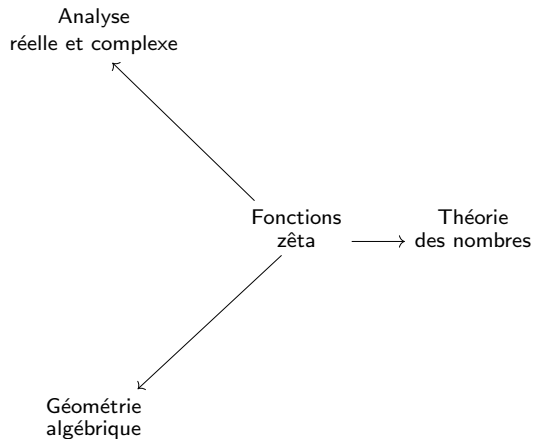 Analyse
réelle et complexe
Fonctions
zêta
Théorie
des nombres
Géométrie
algébrique